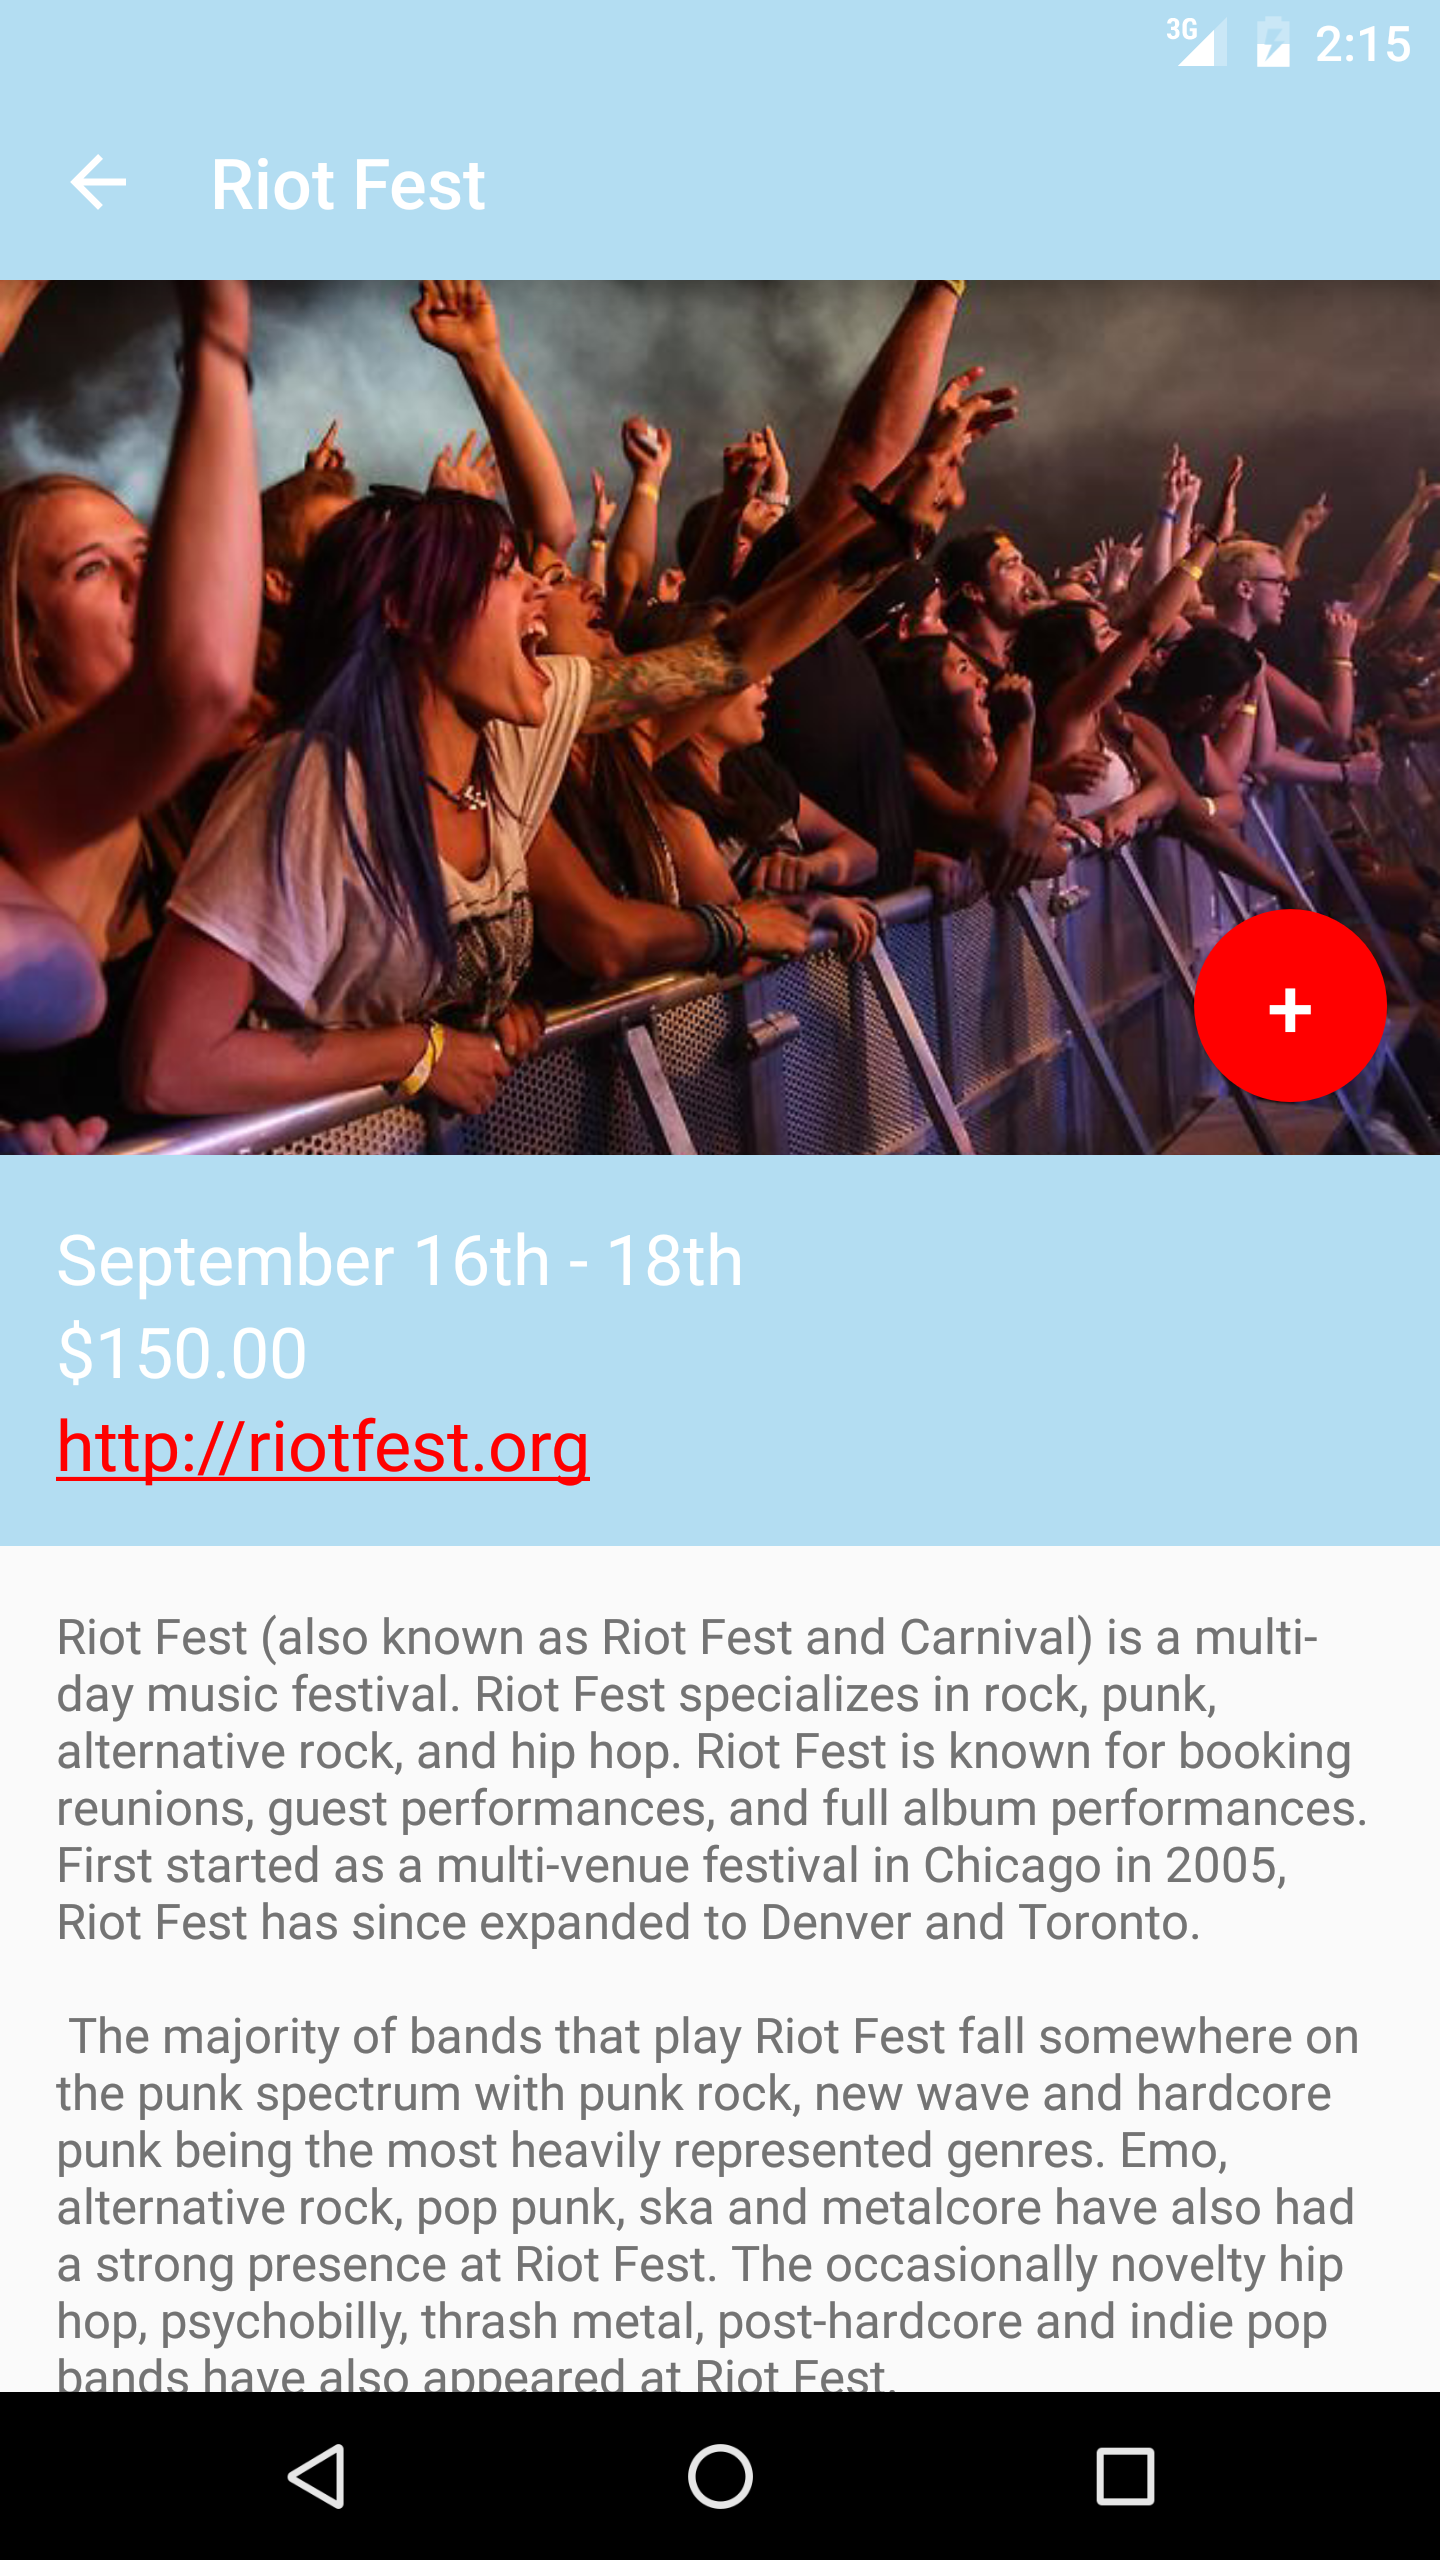 3G 2:15
Riot Fest
+
September 16th - 18th
$150.00
http://riotfest.org
Riot Fest (also known as Riot Fest and Carnival) is a multi-
day music festival. Riot Fest specializes in rock, punk,
alternative rock, and hip hop. Riot Fest is known for booking
reunions, guest performances, and full album performances.
First started as a multi-venue festival in Chicago in 2005,
Riot Fest has since expanded to Denver and Toronto.
The majority of bands that play Riot Fest fall somewhere on
the punk spectrum with punk rock, new wave and hardcore
punk being the most heavily represented genres. Emo,
alternative rock, pop punk, ska and metalcore have also had
a strong presence at Riot Fest. The occasionally novelty hip
hop, psychobilly, thrash metal, post-hardcore and indie pop
bands have also appeared at Riot Fest.